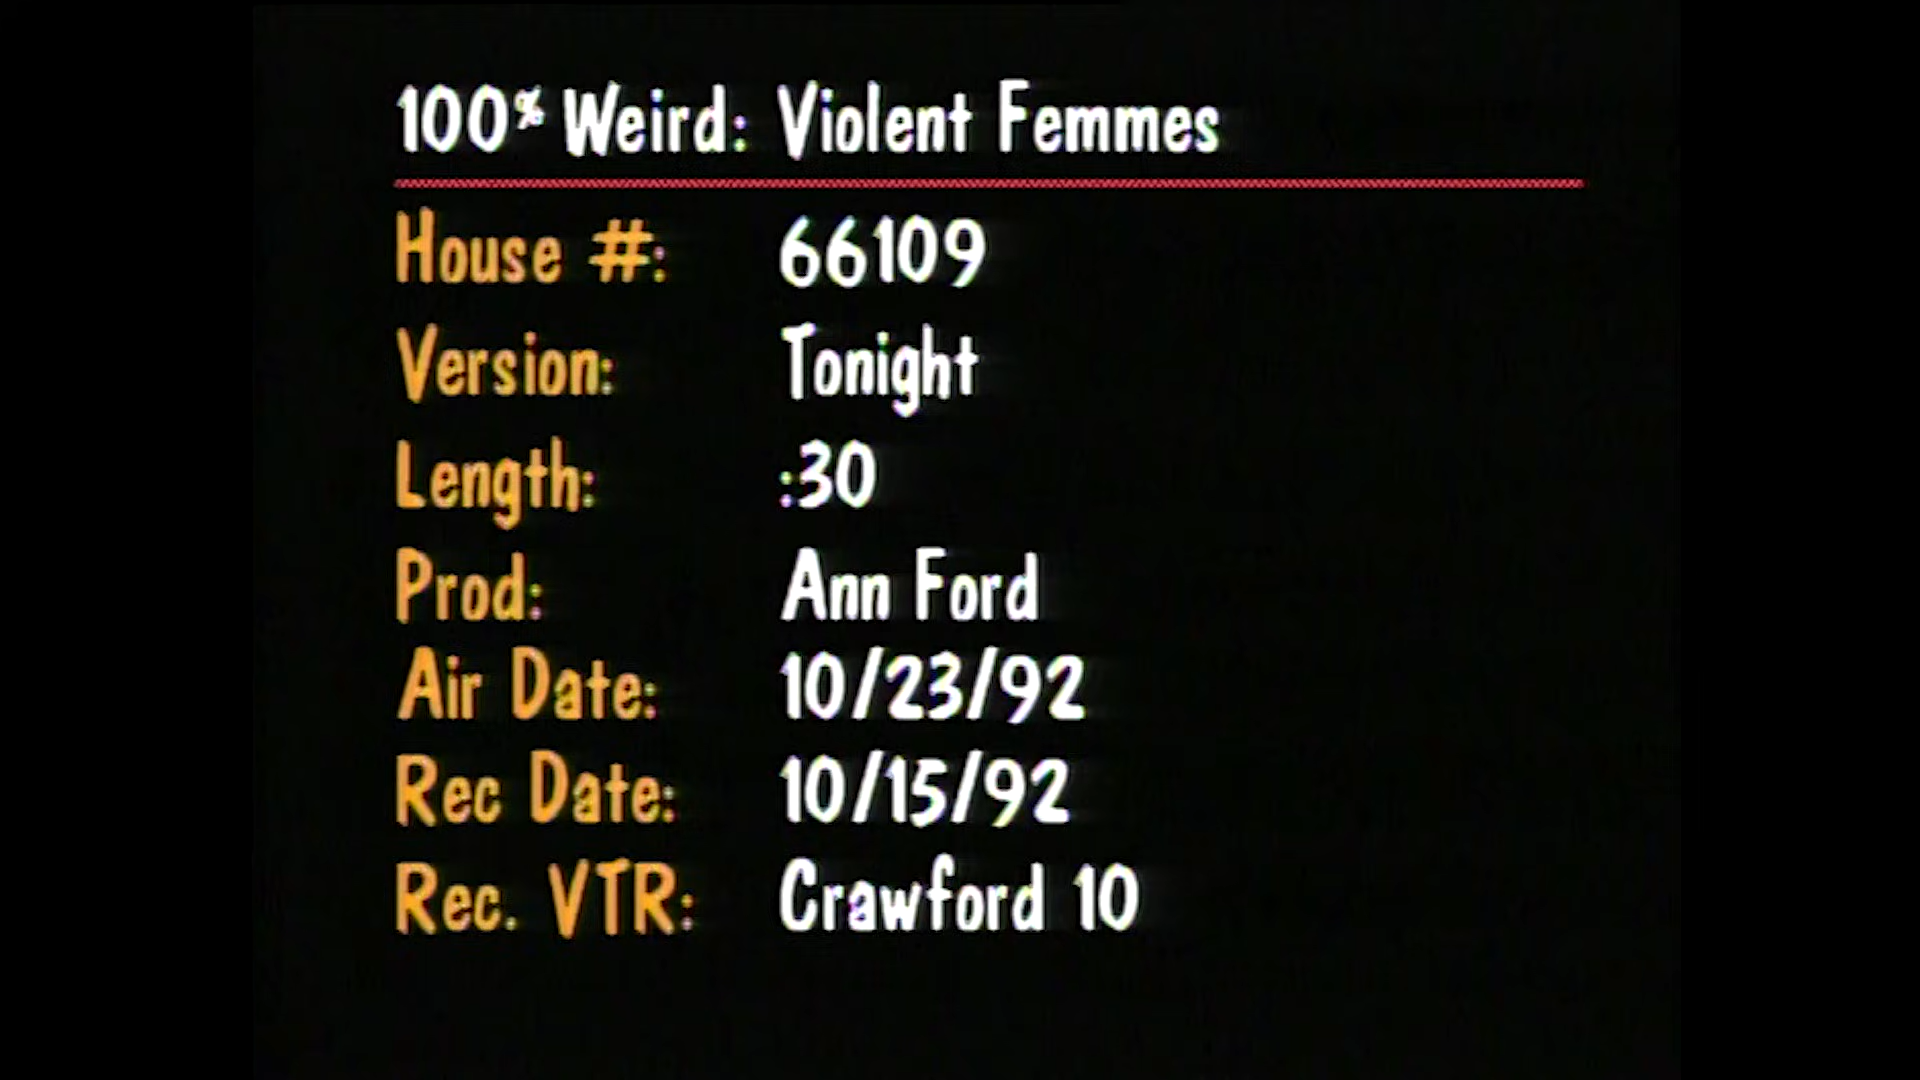 100% Weird: Violent Femmes
House #: 66109
Version: Tonight
Length: :30
Prod: Ann Ford
Air Date: 10/23/92
Rec Date: 10/15/92
Rec. VTR: Crawford 10